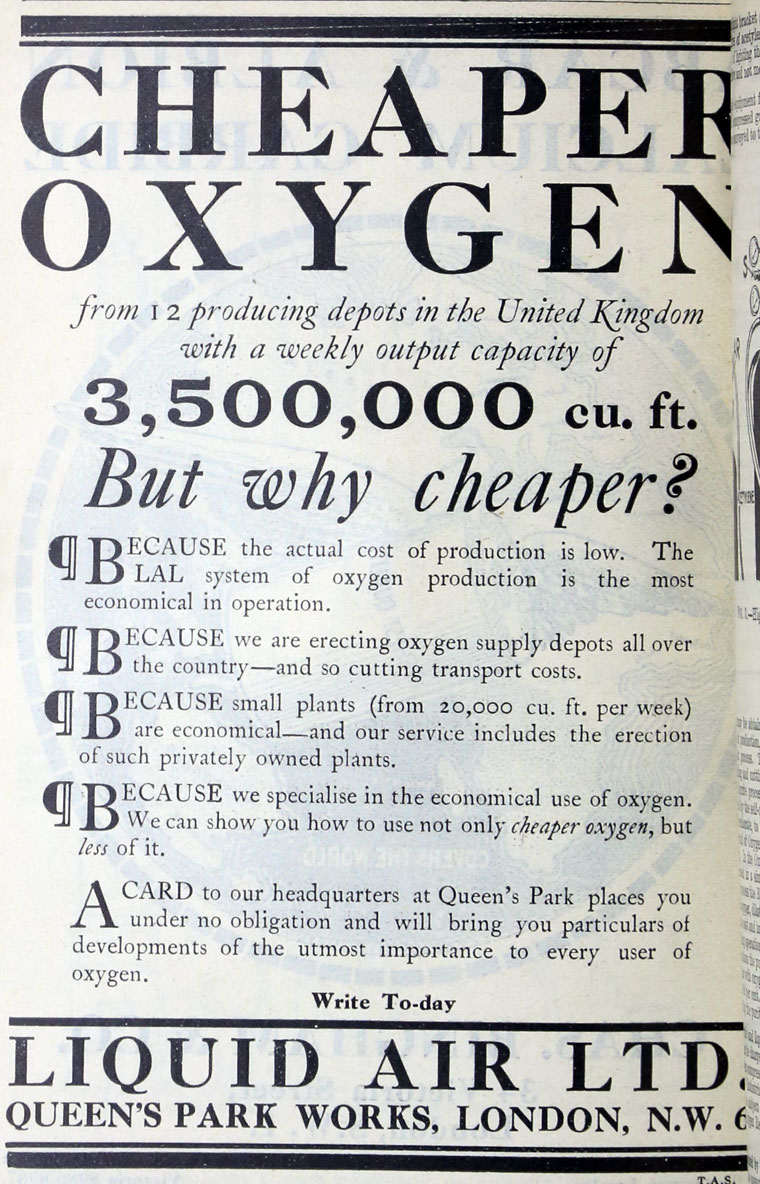 CHEAPER
OXYGEN
from 12 producing depots in the United Kingdom
with a weekly output capacity of
3,500,000 cu. ft.
But why cheaper?
¶ BECAUSE the actual cost of production is low. The
LAL system of oxygen production is the most
economical in operation.
¶ BECAUSE we are erecting oxygen supply depots all over
the country—and so cutting transport costs.
¶ BECAUSE small plants (from 20,000 cu. ft. per week)
are economical—and our service includes the erection
of such privately owned plants.
¶ BECAUSE we specialise in the economical use of oxygen.
We can show you how to use not only cheaper oxygen, but
less of it.
A CARD to our headquarters at Queen's Park places you
under no obligation and will bring you particulars of
developments of the utmost importance to every user of
oxygen.
Write To-day
LIQUID AIR LTD.
QUEEN'S PARK WORKS, LONDON, N.W. 6
T.A.S.